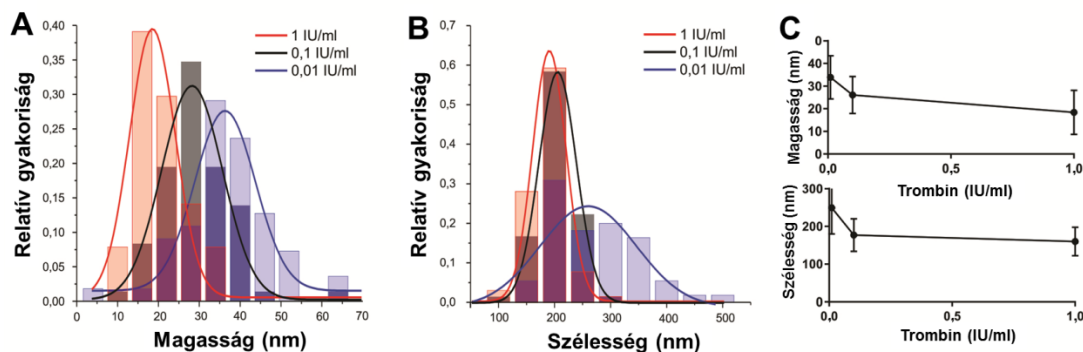 A
Relatív gyakoriság
0,40
0,35
0,30
0,25
0,20
0,15
0,10
0,05
0,00
1 IU/ml
0,1 IU/ml
0,01 IU/ml
10 20 30 40 50 60 70
Magasság (nm)
B
Relatív gyakoriság
0,7
0,6
0,5
0,4
0,3
0,2
0,1
0,0
1 IU/ml
0,1 IU/ml
0,01 IU/ml
100 200 300 400 500
Szélesség (nm)
C
Magasság (nm)
0
40
30
20
10
0
0,0 0,5 1,0
Trombin (IU/ml)
Szélesség (nm)
300
200
100
0
0,0 0,5 1,0
Trombin (IU/ml)